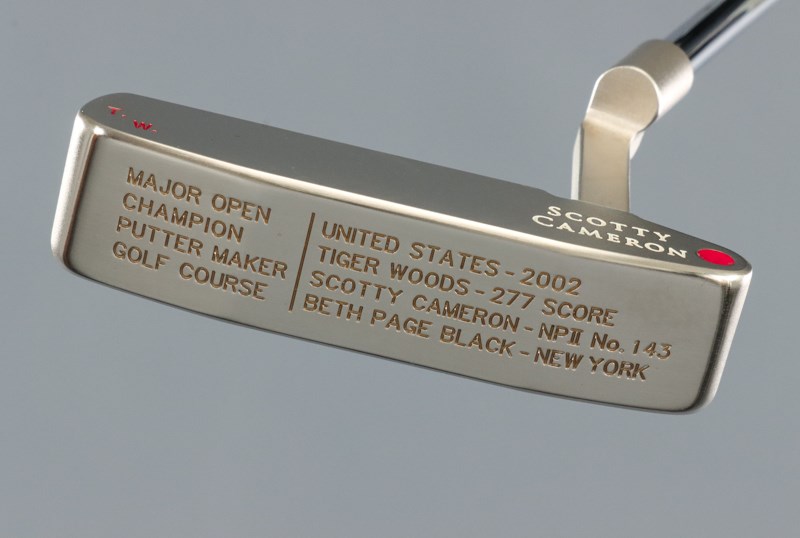 T. W.
SCOTTY
CAMERON
MAJOR OPEN
CHAMPION
PUTTER MAKER
GOLF COURSE
UNITED STATES - 2002
TIGER WOODS - 277 SCORE
SCOTTY CAMERON - NPII No. 143
BETH PAGE BLACK - NEW YORK